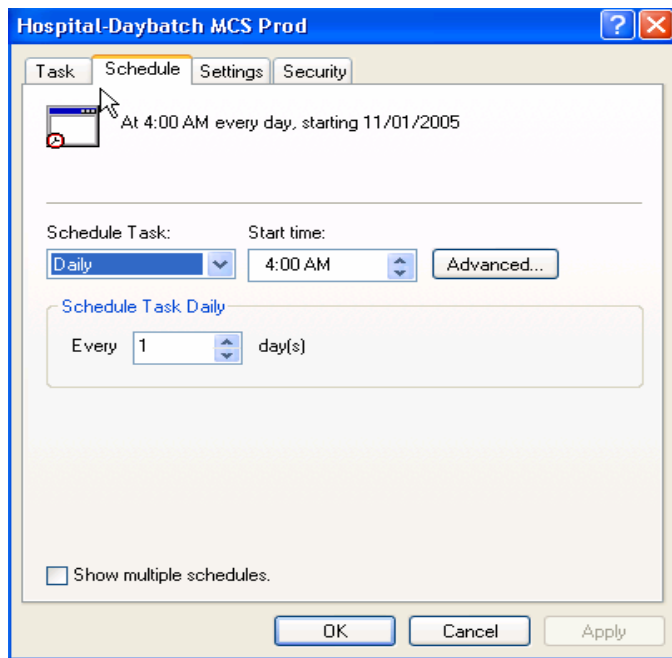 Hospital-Daybatch MCS Prod
Task Schedule Settings Security
At 4:00 AM every day, starting 11/01/2005
Schedule Task: Start time:
Daily 4:00 AM Advanced...
Schedule Task Daily
Every 1 day(s)
Show multiple schedules.
OK Cancel Apply